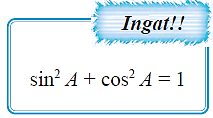 Ingat!!
sin² A + cos² A = 1